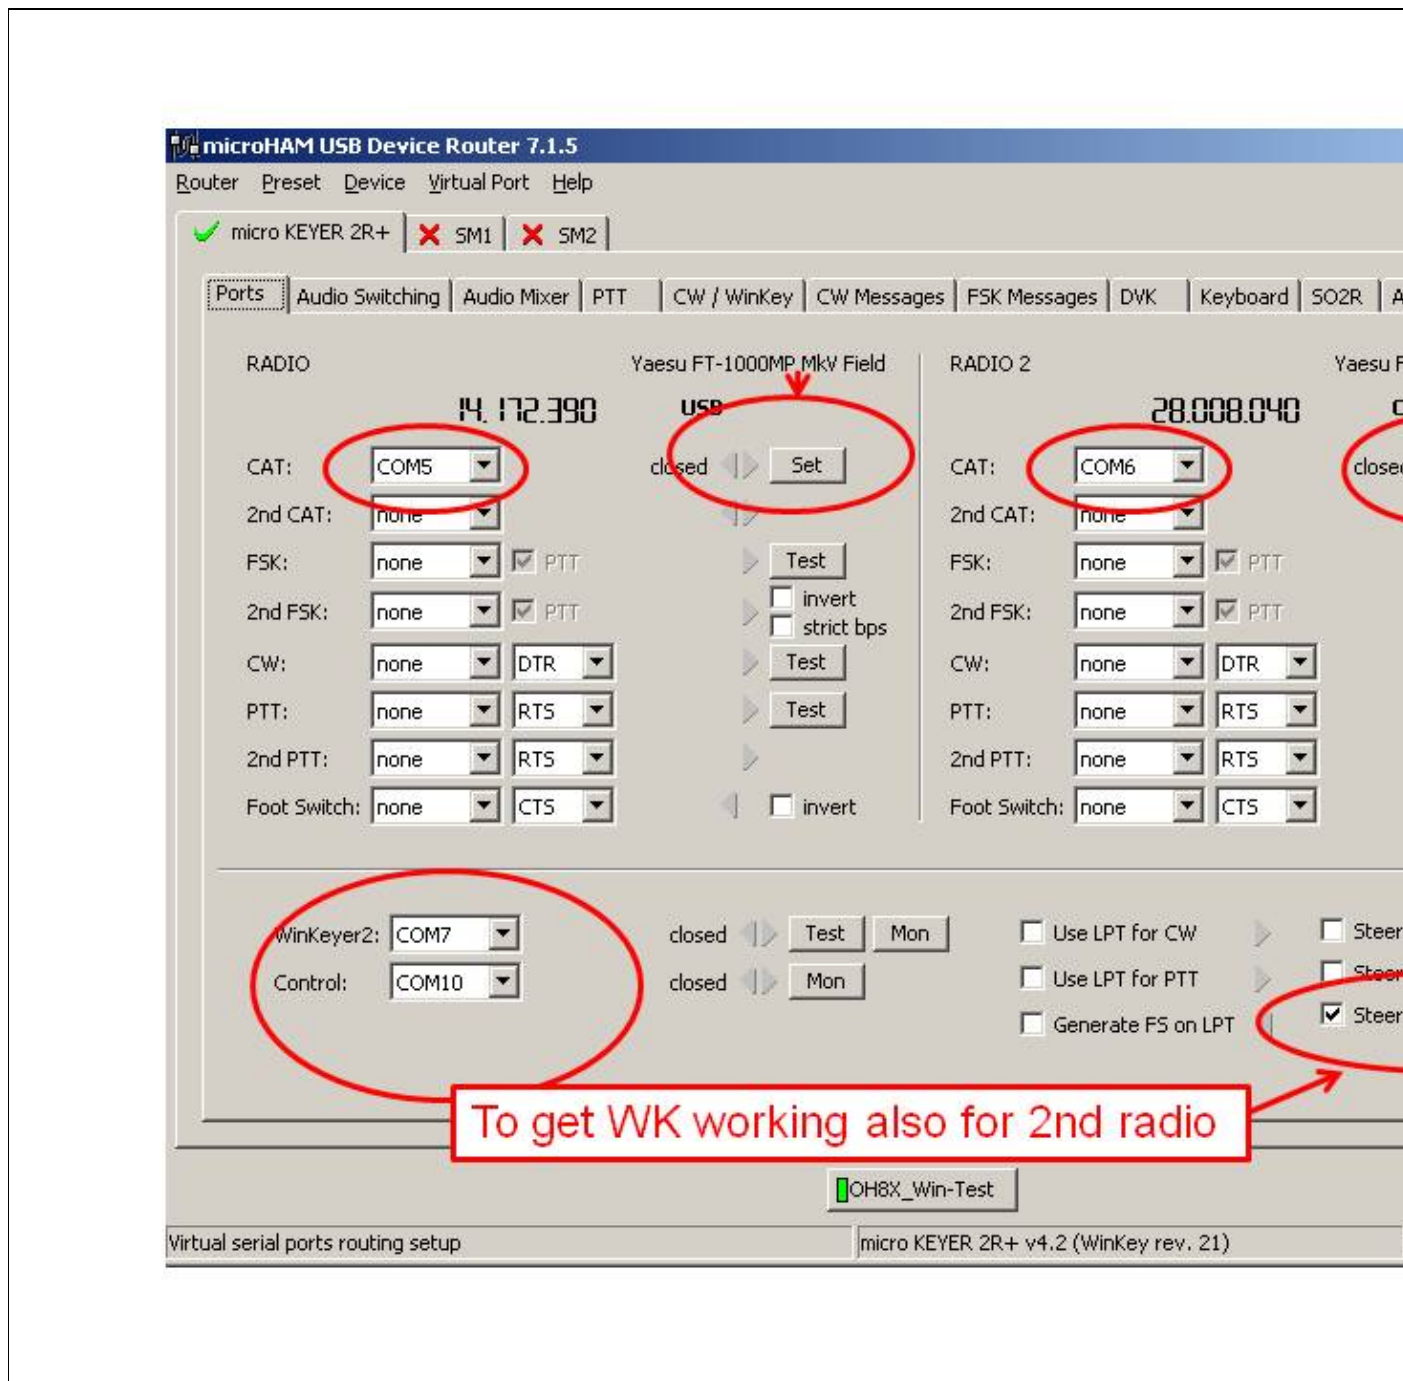 microHAM USB Device Router 7.1.5
Router Preset Device Virtual Port Help
micro KEYER 2R+ SM1 SM2
Ports Audio Switching Audio Mixer PTT CW / WinKey CW Messages FSK Messages DVK Keyboard SO2R A
RADIO Yaesu FT-1000MP MkV Field RADIO 2 Yaesu F
14.172.390 USB 28.008.040 C
CAT: COM5 closed Set CAT: COM6 closed
2nd CAT: none 2nd CAT: none
FSK: none PTT Test FSK: none PTT
invert
2nd FSK: none PTT 2nd FSK: none PTT
strict bps
CW: none DTR Test CW: none DTR
PTT: none RTS Test PTT: none RTS
2nd PTT: none RTS 2nd PTT: none RTS
Foot Switch: none CTS invert Foot Switch: none CTS
WinKeyer2: COM7 closed Test Mon Use LPT for CW Steer
Control: COM10 closed Mon Use LPT for PTT Steer
Generate FS on LPT Steer
To get WK working also for 2nd radio
OH8X_Win-Test
Virtual serial ports routing setup micro KEYER 2R+ v4.2 (WinKey rev. 21)